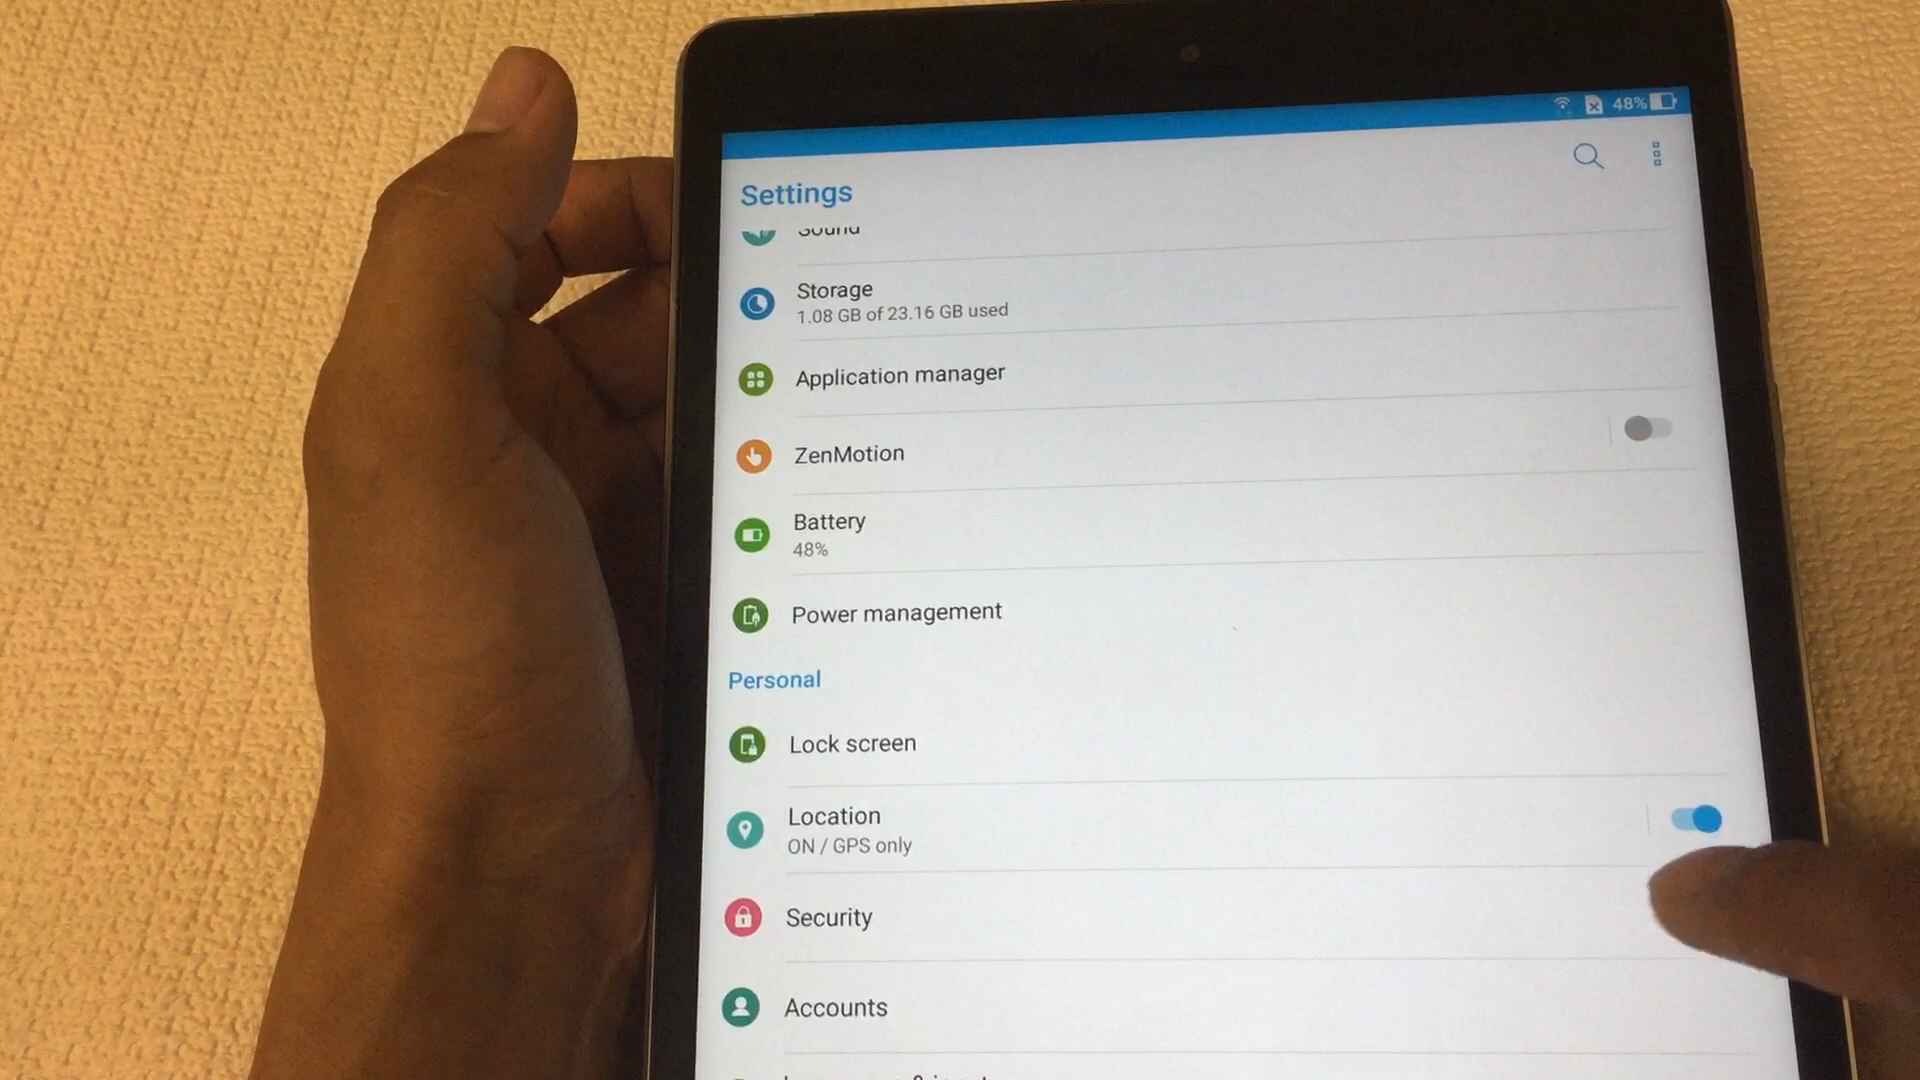 48%
Settings
Sound
Storage
1.08 GB of 23.16 GB used
Application manager
ZenMotion
Battery
48%
Power management
Personal
Lock screen
Location
ON / GPS only
Security
Accounts